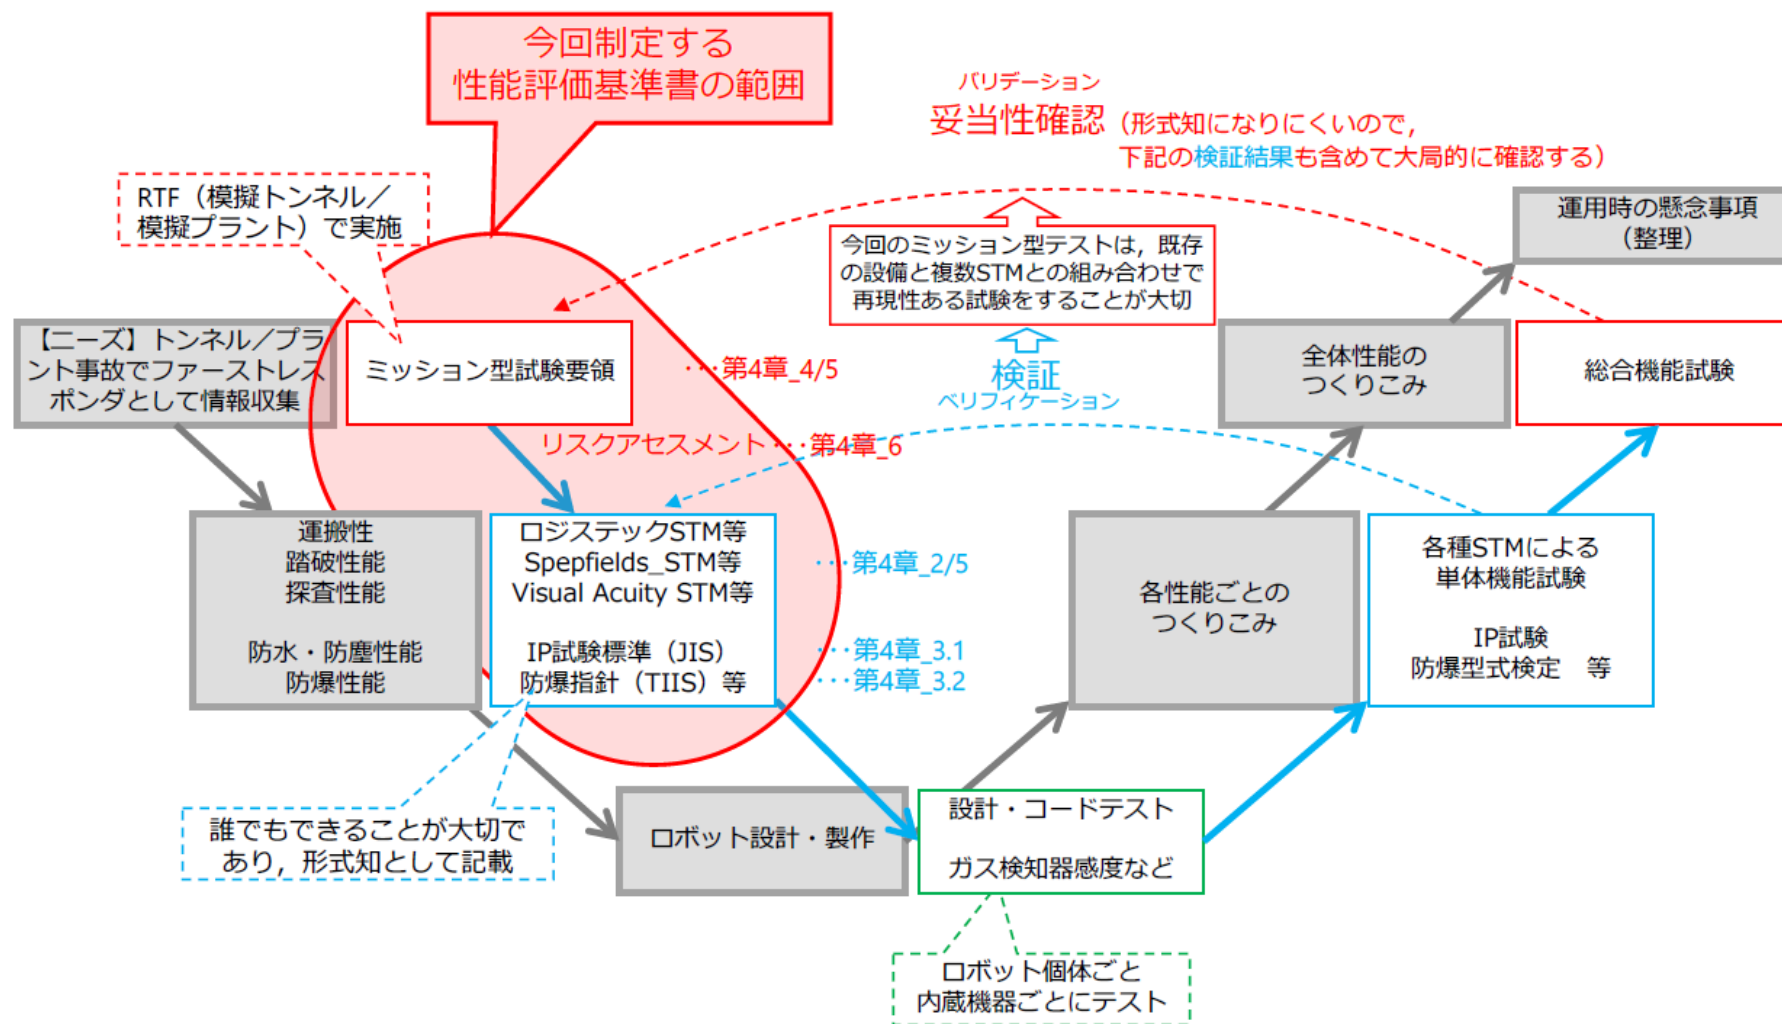 今回制定する
性能評価基準書の範囲
バリデーション
妥当性確認（形式知になりにくいので，
下記の検証結果も含めて大局的に確認する）
RTF（模擬トンネル／
模擬プラント）で実施
運用時の懸念事項
（整理）
今回のミッション型テストは，既存
の設備と複数STMとの組み合わせで
再現性ある試験をすることが大切
【ニーズ】トンネル／プラ
ント事故でファーストレス
ポンダとして情報収集
ミッション型試験要領
･･･第4章_4/5
検証
ベリフィケーション
全体性能の
つくりこみ
総合機能試験
リスクアセスメント･･･第4章_6
運搬性
踏破性能
探査性能
防水・防塵性能
防爆性能
ロジステックSTM等
Spepfields_STM等
Visual Acuity STM等
IP試験標準（JIS）
防爆指針（TIIS）等
･･･第4章_2/5
･･･第4章_3.1
･･･第4章_3.2
各性能ごとの
つくりこみ
各種STMによる
単体機能試験
IP試験
防爆型式検定　等
誰でもできることが大切で
あり，形式知として記載
ロボット設計・製作
設計・コードテスト
ガス検知器感度など
ロボット個体ごと
内蔵機器ごとにテスト